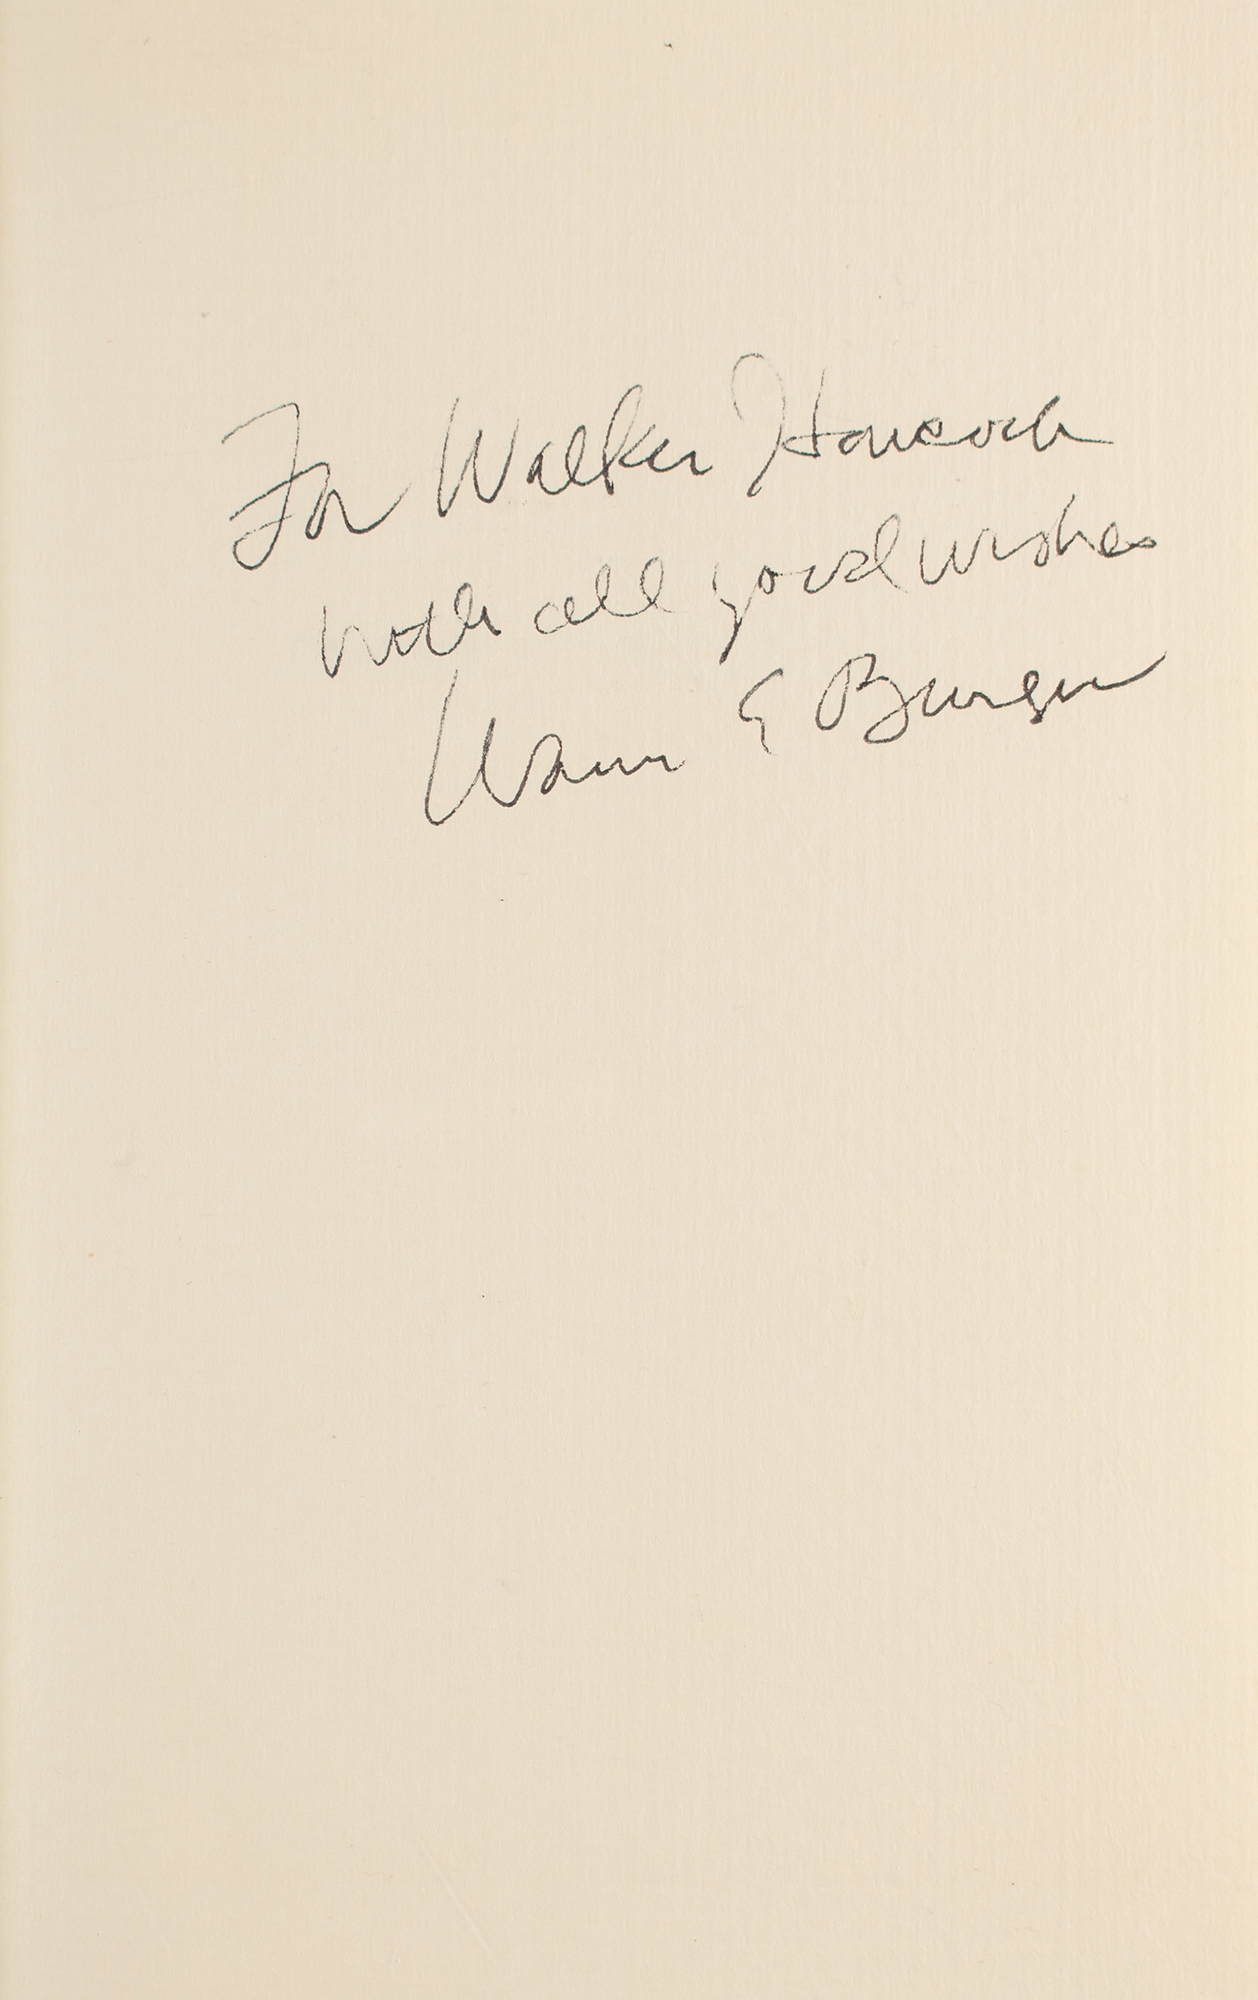 For Walker Hancock
with all good wishes
Warren E Burger